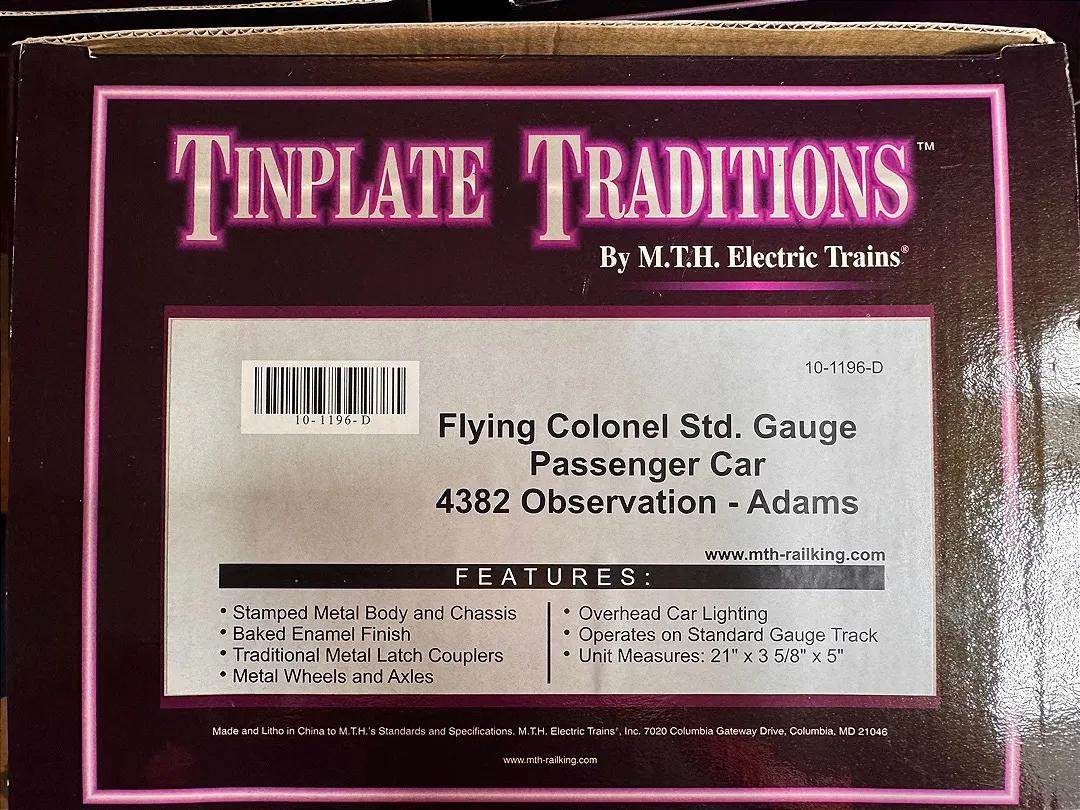 TINPLATE TRADITIONS™
By M.T.H. Electric Trains®
10-1196-D
10-1196-D
Flying Colonel Std. Gauge
Passenger Car
4382 Observation - Adams
www.mth-railking.com
FEATURES:
• Stamped Metal Body and Chassis
• Baked Enamel Finish
• Traditional Metal Latch Couplers
• Metal Wheels and Axles
• Overhead Car Lighting
• Operates on Standard Gauge Track
• Unit Measures: 21" x 3 5/8" x 5"
Made and Litho in China to M.T.H.'s Standards and Specifications. M.T.H. Electric Trains®, Inc. 7020 Columbia Gateway Drive, Columbia, MD 21046
www.mth-railking.com